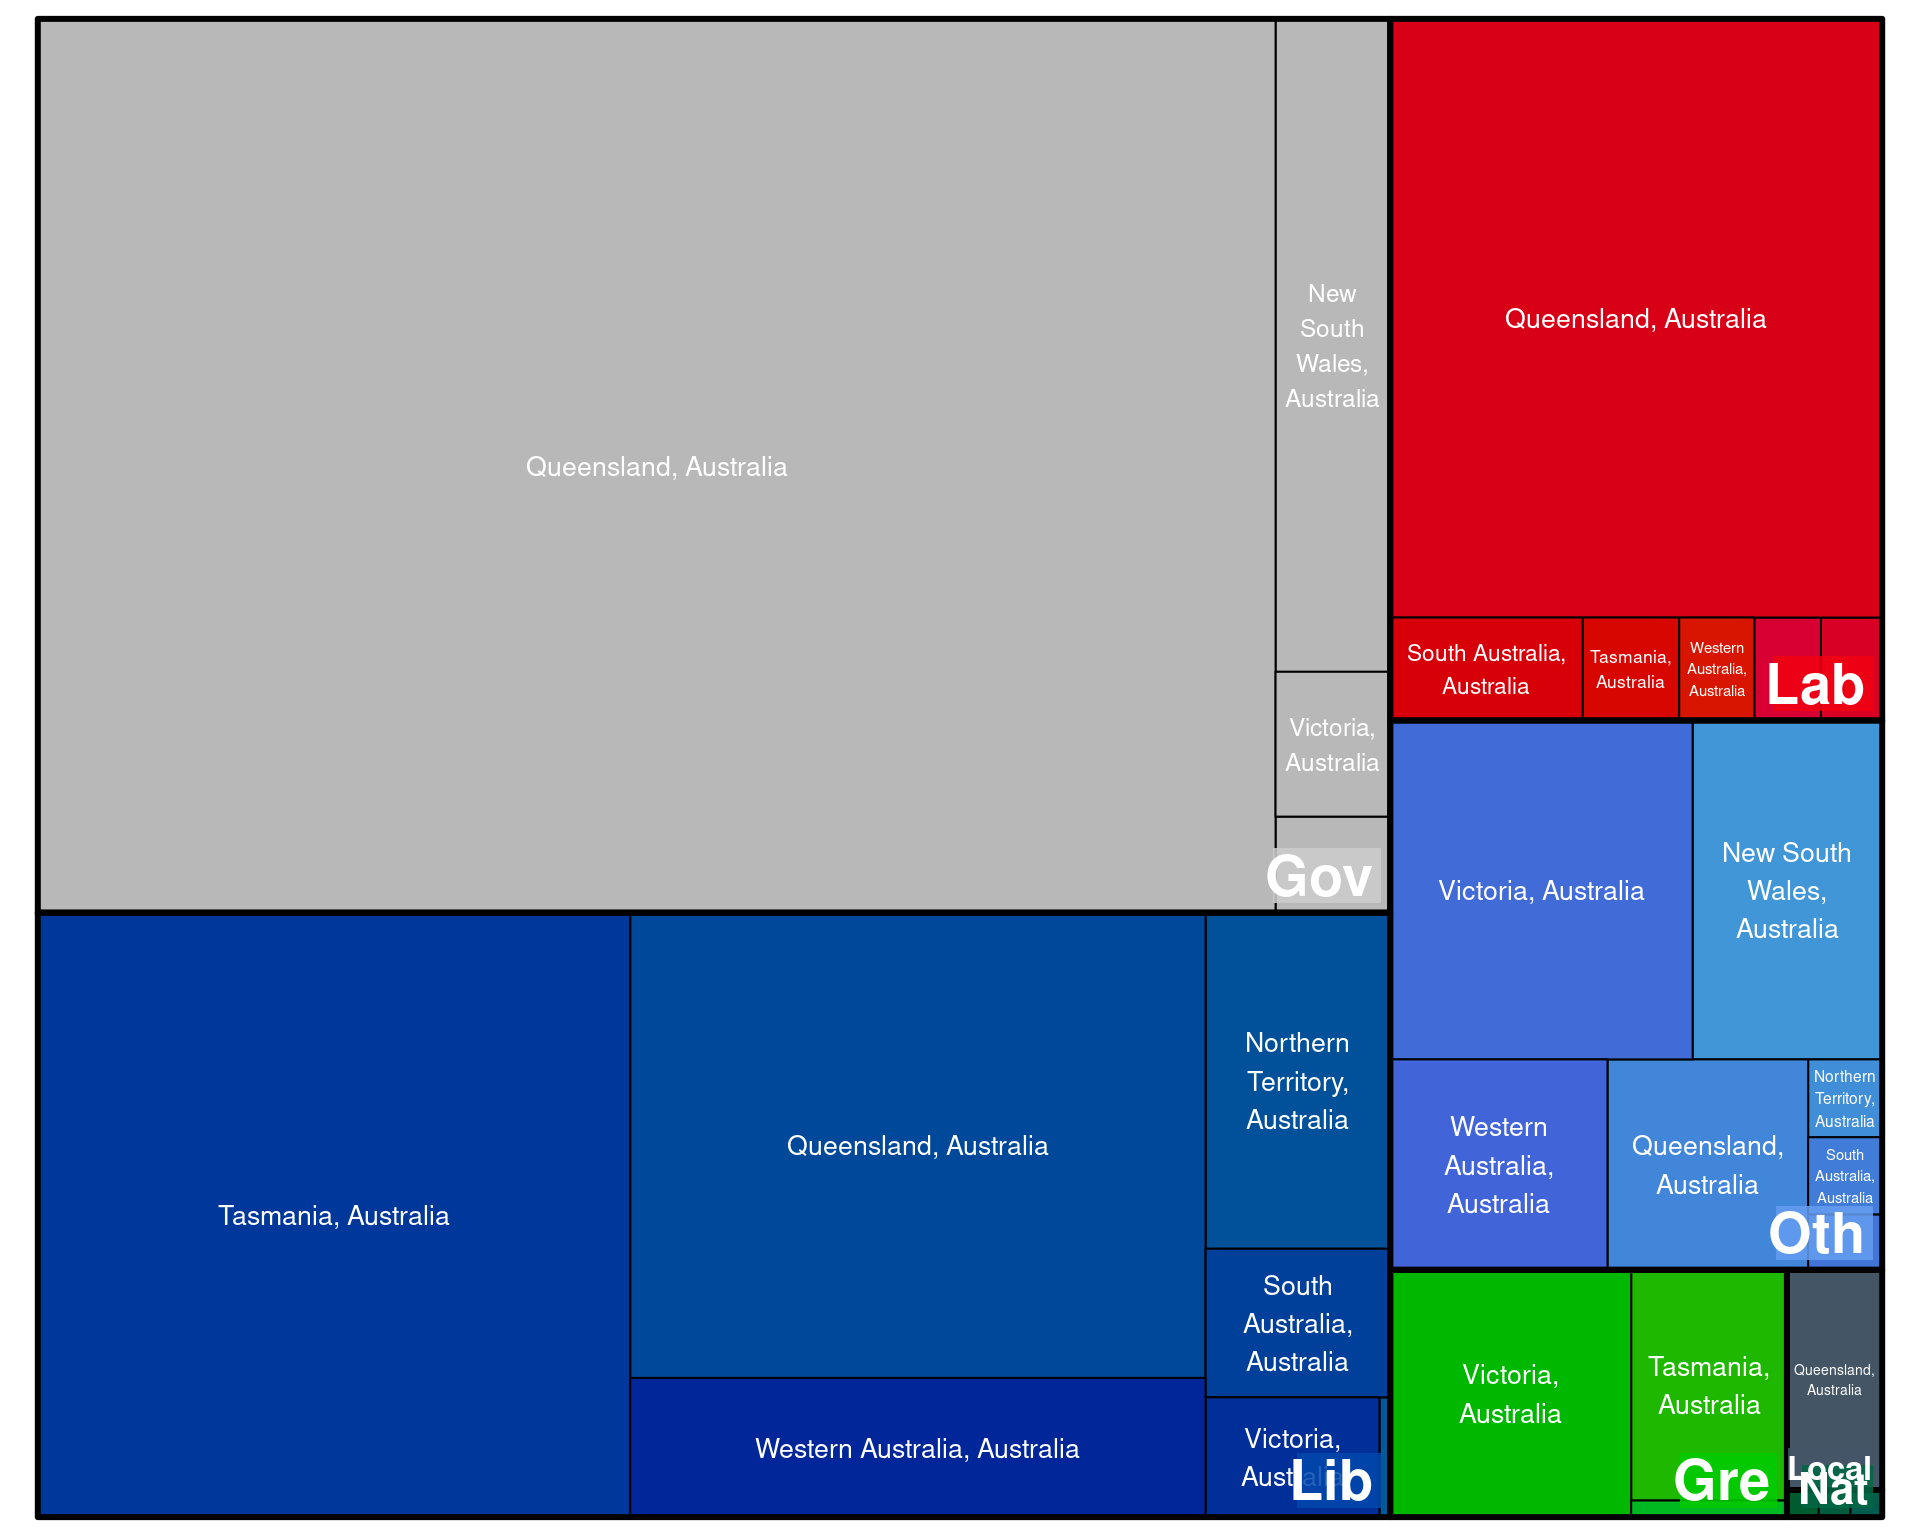 Queensland, Australia
New
South
Wales,
Australia
Victoria,
Australia
Gov
Queensland, Australia
South Australia,
Australia
Tasmania,
Australia
Western
Australia,
Australia
Lab
Tasmania, Australia
Queensland, Australia
Western Australia, Australia
Northern
Territory,
Australia
South
Australia,
Australia
Victoria,
Australia
Lib
Victoria, Australia
New South
Wales,
Australia
Western
Australia,
Australia
Queensland,
Australia
Northern
Territory,
Australia
South
Australia,
Australia
Oth
Victoria,
Australia
Tasmania,
Australia
Gre
Queensland,
Australia
Local
Nat